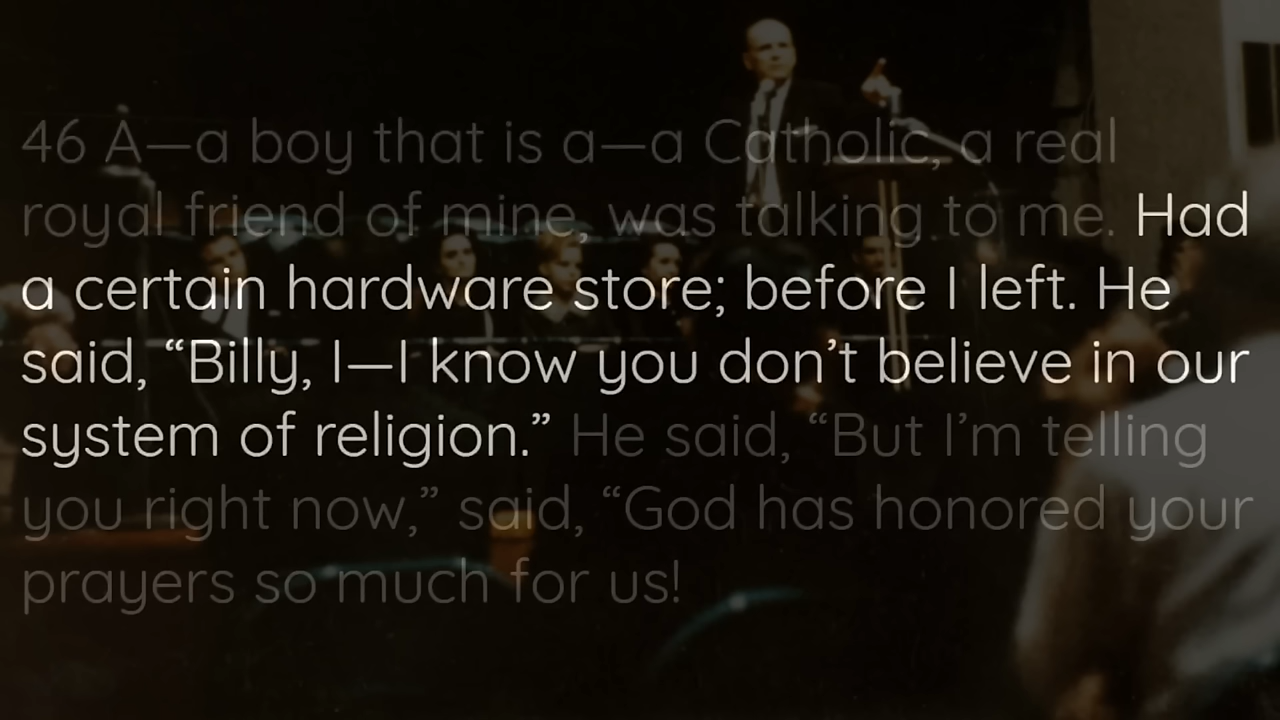 46 A—a boy that is a—a Catholic, a real
royal friend of mine, was talking to me. Had
a certain hardware store; before I left. He
said, “Billy, I—I know you don’t believe in our
system of religion.” He said, “But I’m telling
you right now,” said, “God has honored your
prayers so much for us!